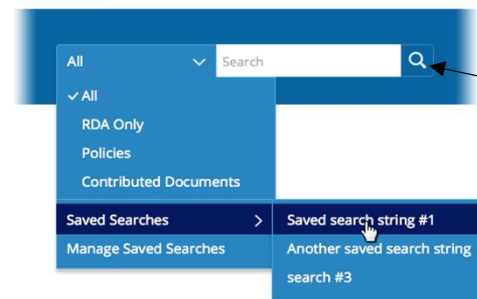 All Search
All
RDA Only
Policies
Contributed Documents
Saved Searches Saved search string #1
Manage Saved Searches Another saved search string
search #3